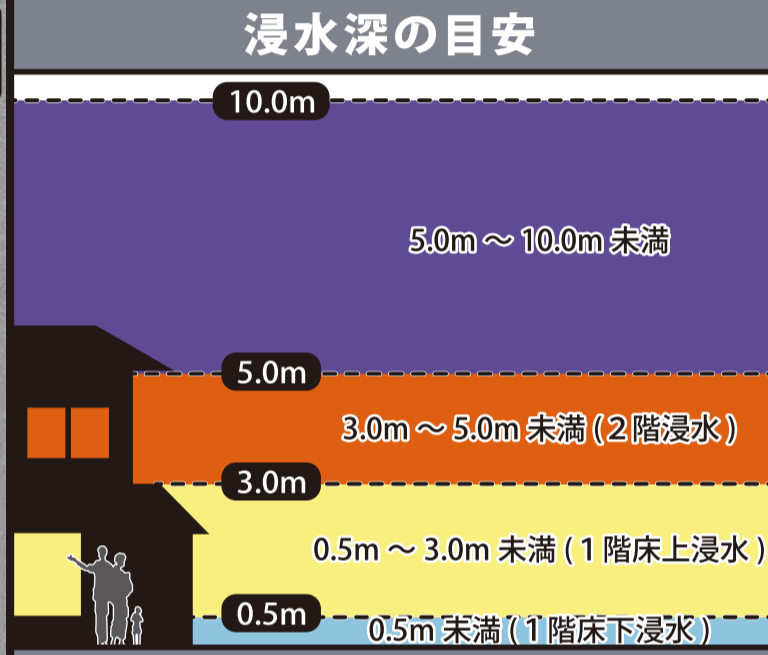 浸水深の目安
10.0m
5.0m ～ 10.0m 未満
5.0m
3.0m ～ 5.0m 未満 (２階浸水 )
3.0m
0.5m ～ 3.0m 未満 ( １階床上浸水 )
0.5m
0.5m 未満 ( １階床下浸水 )